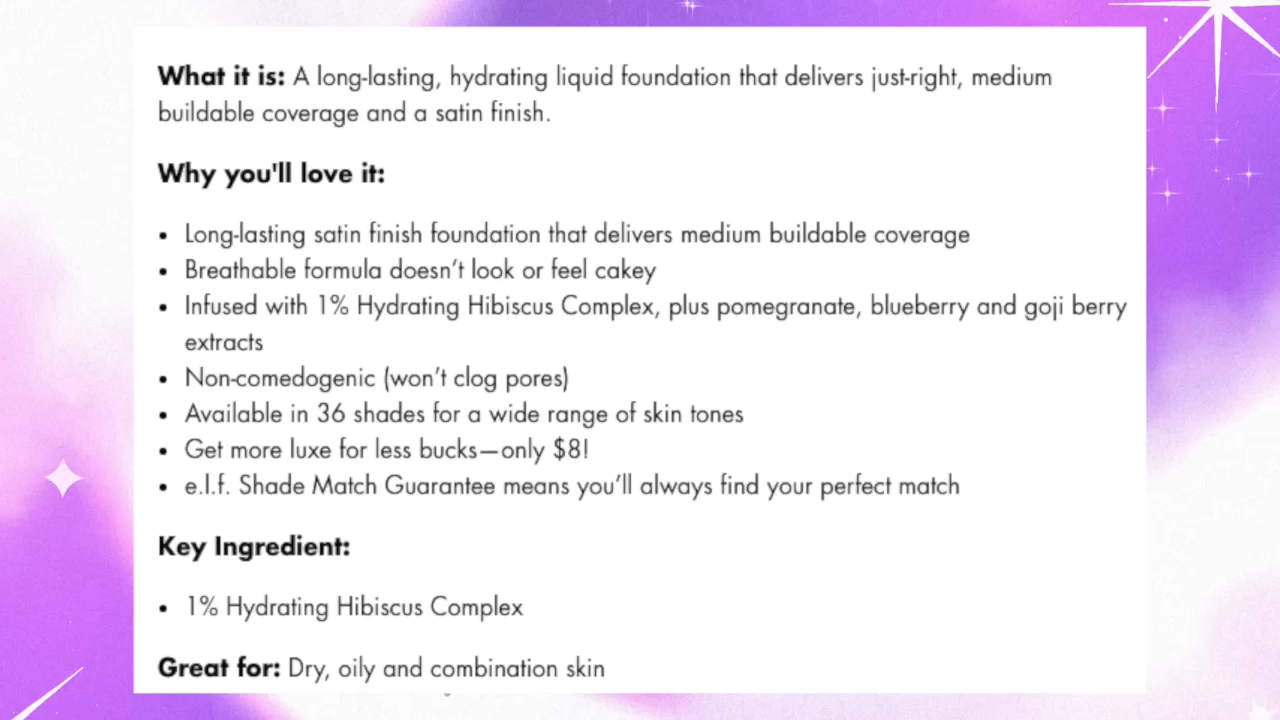 What it is: A long-lasting, hydrating liquid foundation that delivers just-right, medium
buildable coverage and a satin finish.
Why you'll love it:
• Long-lasting satin finish foundation that delivers medium buildable coverage
• Breathable formula doesn’t look or feel cakey
• Infused with 1% Hydrating Hibiscus Complex, plus pomegranate, blueberry and goji berry
extracts
• Non-comedogenic (won’t clog pores)
• Available in 36 shades for a wide range of skin tones
• Get more luxe for less bucks—only $8!
• e.l.f. Shade Match Guarantee means you’ll always find your perfect match
Key Ingredient:
• 1% Hydrating Hibiscus Complex
Great for: Dry, oily and combination skin